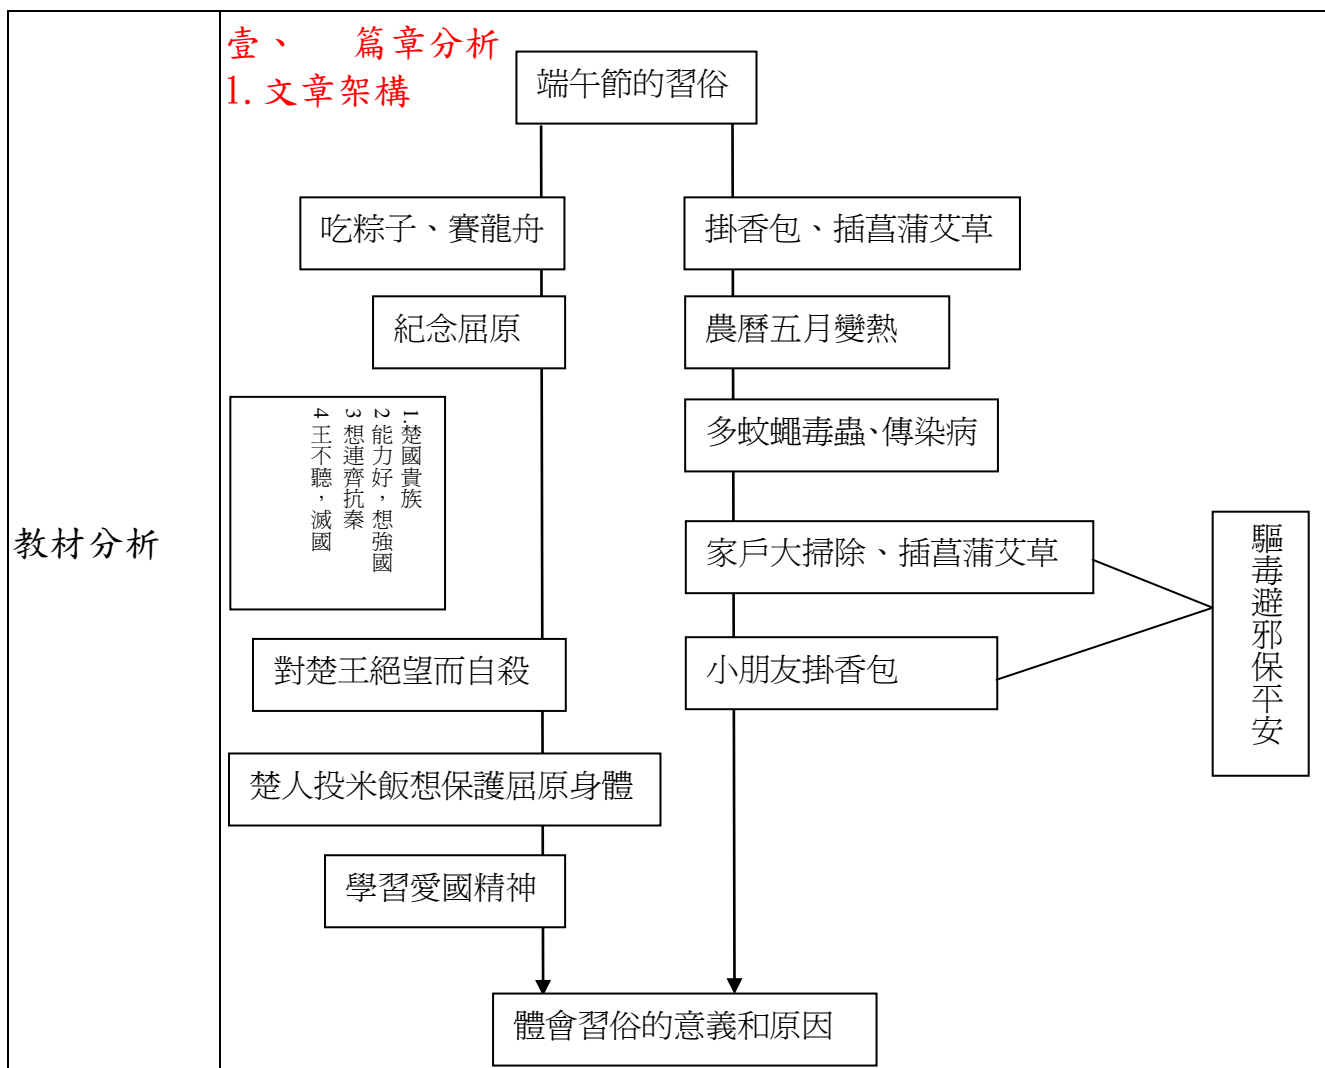 教材分析
壹、 篇章分析
1.文章架構
端午節的習俗
吃粽子、賽龍舟
紀念屈原
1.楚國貴族
2 能力好，想強國
3 想連齊抗秦
4 王不聽，滅國
對楚王絕望而自殺
楚人投米飯想保護屈原身體
學習愛國精神
掛香包、插菖蒲艾草
農曆五月變熱
多蚊蠅毒蟲、傳染病
家戶大掃除、插菖蒲艾草
小朋友掛香包
驅毒避邪保平安
體會習俗的意義和原因